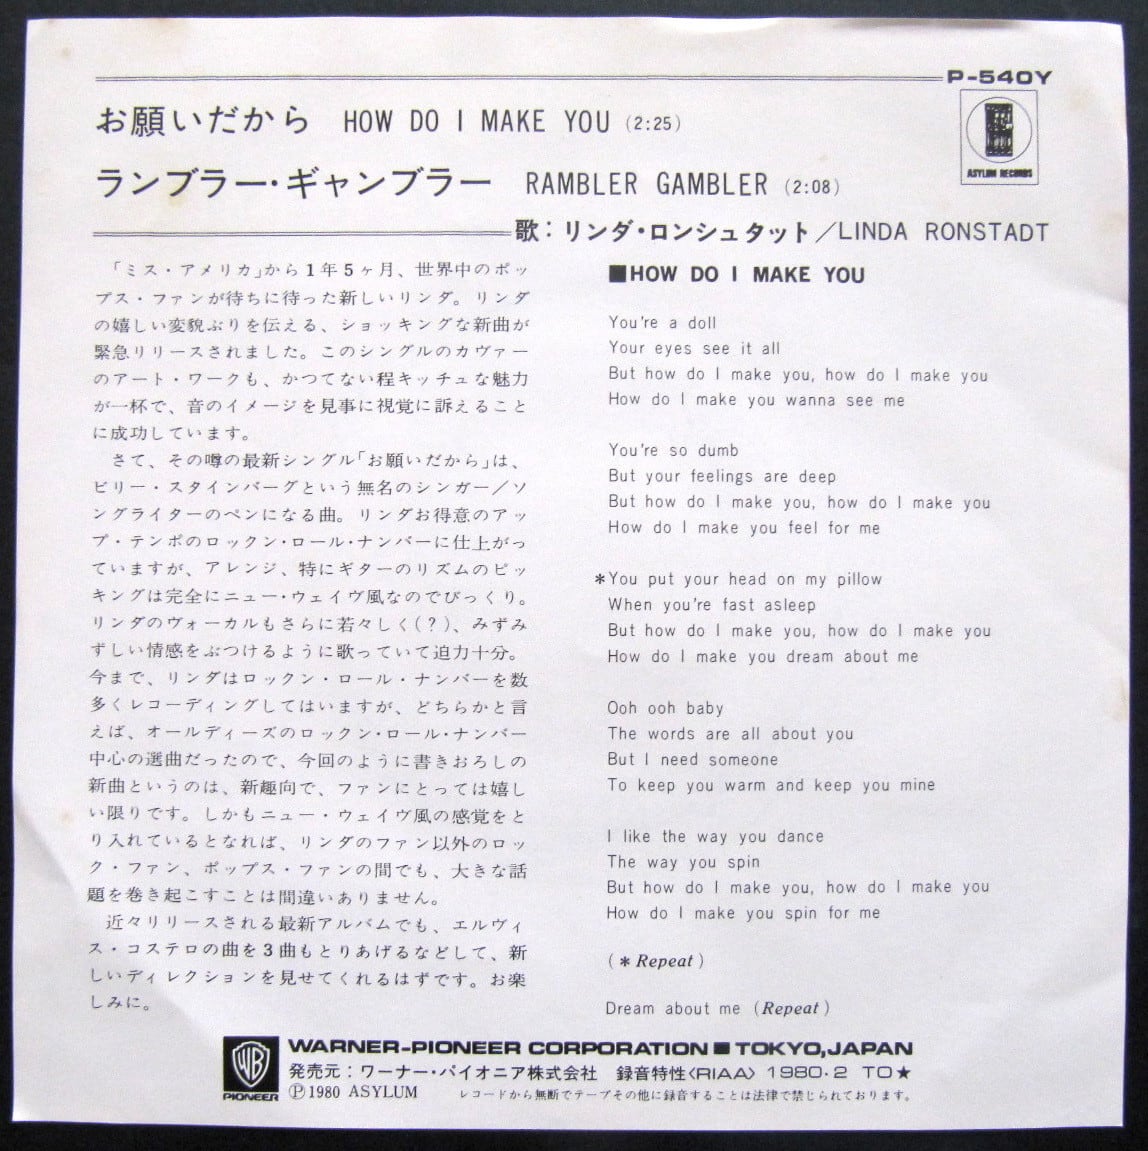 P-540Y
お願いだから HOW DO I MAKE YOU (2:25)
ASYLUM RECORDS
ランブラー・ギャンブラー RAMBLER GAMBLER (2:08)
歌：リンダ・ロンシュタット／LINDA RONSTADT
「ミス・アメリカ」から1年5ヶ月、世界中のポッ
プス・ファンが待ちに待った新しいリンダ。リンダ
の嬉しい変貌ぶりを伝える、ショッキングな新曲が
緊急リリースされました。このシングルのカヴァー
のアート・ワークも、かつてない程キッチュな魅力
が一杯で、音のイメージを見事に視覚に訴えること
に成功しています。
さて、その噂の最新シングル「お願いだから」は、
ビリー・スタインバーグという無名のシンガー／ソ
ングライターのペンになる曲。リンダお得意のアッ
プ・テンポのロックン・ロール・ナンバーに仕上がっ
ていますが、アレンジ、特にギターのリズムのピッ
キングは完全にニュー・ウェイヴ風なのでびっくり。
リンダのヴォーカルもさらに若々しく(？)、みずみ
ずしい情感をぶつけるように歌っていて迫力十分。
今まで、リンダはロックン・ロール・ナンバーを数
多くレコーディングしてはいますが、どちらかと言
えば、オールディーズのロックン・ロール・ナンバー
中心の選曲だったので、今回のように書きおろしの
新曲というのは、新趣向で、ファンにとっては嬉し
い限りです。しかもニュー・ウェイヴ風の感覚をと
り入れているとなれば、リンダのファン以外のロッ
ク・ファン、ポップス・ファンの間でも、大きな話
題を巻き起こすことは間違いありません。
近々リリースされる最新アルバムでも、エルヴィ
ス・コステロの曲を3曲もとりあげるなどして、新
しいディレクションを見せてくれるはずです。お楽
しみに。
■HOW DO I MAKE YOU
You're a doll
Your eyes see it all
But how do I make you, how do I make you
How do I make you wanna see me
You're so dumb
But your feelings are deep
But how do I make you, how do I make you
How do I make you feel for me
*You put your head on my pillow
When you're fast asleep
But how do I make you, how do I make you
How do I make you dream about me
Ooh ooh baby
The words are all about you
But I need someone
To keep you warm and keep you mine
I like the way you dance
The way you spin
But how do I make you, how do I make you
How do I make you spin for me
(* Repeat)
Dream about me (Repeat)
WB
PIONEER
WARNER-PIONEER CORPORATION■TOKYO,JAPAN
発売元：ワーナー・パイオニア株式会社 録音特性〈RIAA〉1980・2 TO★
Ⓟ1980 ASYLUM レコードから無断でテープその他に録音することは法律で禁じられております。